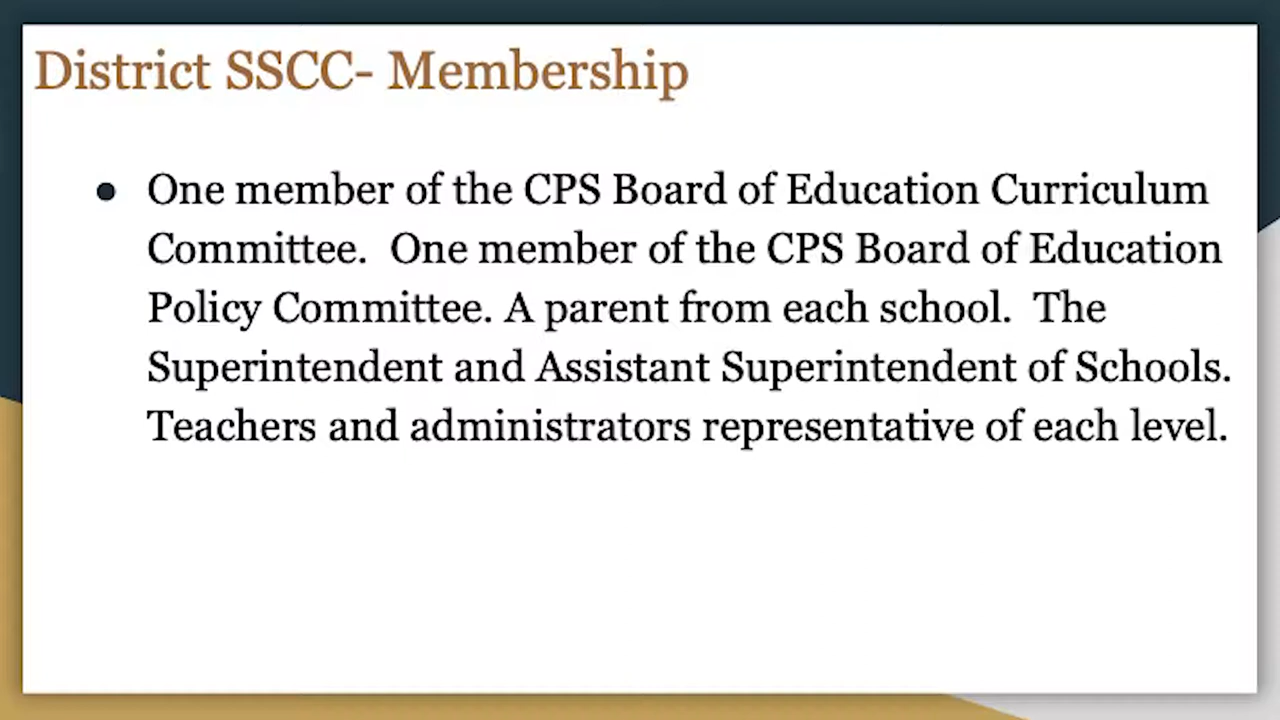 District SSCC- Membership
● One member of the CPS Board of Education Curriculum
Committee.  One member of the CPS Board of Education
Policy Committee. A parent from each school.  The
Superintendent and Assistant Superintendent of Schools.
Teachers and administrators representative of each level.